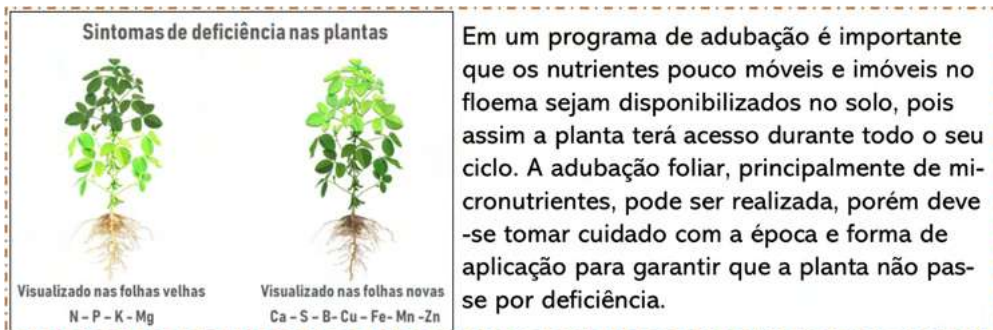 Sintomas de deficiência nas plantas
Visualizado nas folhas velhas
N – P – K – Mg
Visualizado nas folhas novas
Ca – S – B- Cu – Fe- Mn -Zn
Em um programa de adubação é importante
que os nutrientes pouco móveis e imóveis no
floema sejam disponibilizados no solo, pois
assim a planta terá acesso durante todo o seu
ciclo. A adubação foliar, principalmente de mi-
cronutrientes, pode ser realizada, porém deve
-se tomar cuidado com a época e forma de
aplicação para garantir que a planta não pas-
se por deficiência.